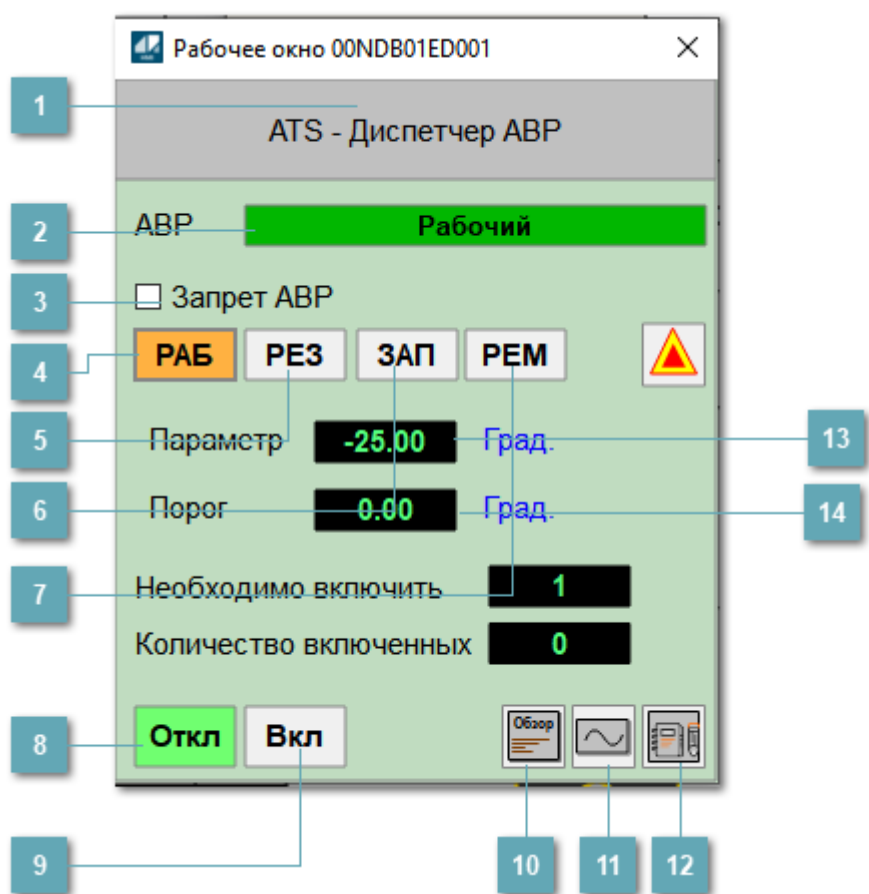 Рабочее окно 00NDB01ED001
1
ATS - Диспетчер АВР
2
АВР
Рабочий
3
Запрет АВР
4
РАБ
РЕЗ
ЗАП
РЕМ
5
Параметр
-25.00
Град.
13
6
Порог
0.00
Град.
14
7
Необходимо включить
1
Количество включенных
0
8
Откл
Вкл
Обзор
9
10
11
12